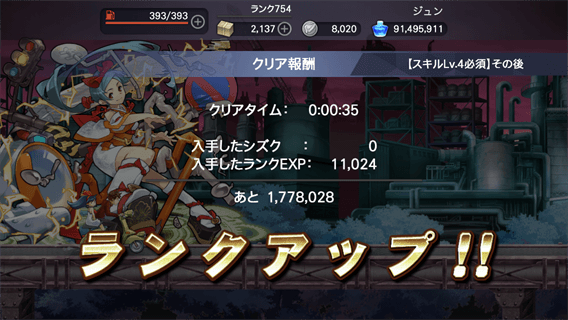 ランク754
393/393
2,137
8,020
ジュン
91,495,911
クリア報酬
【スキルLv.4必須】その後
クリアタイム： 0:00:35
入手したシズク ： 0
入手したランクEXP： 11,024
あと 1,778,028
ランクアップ!!